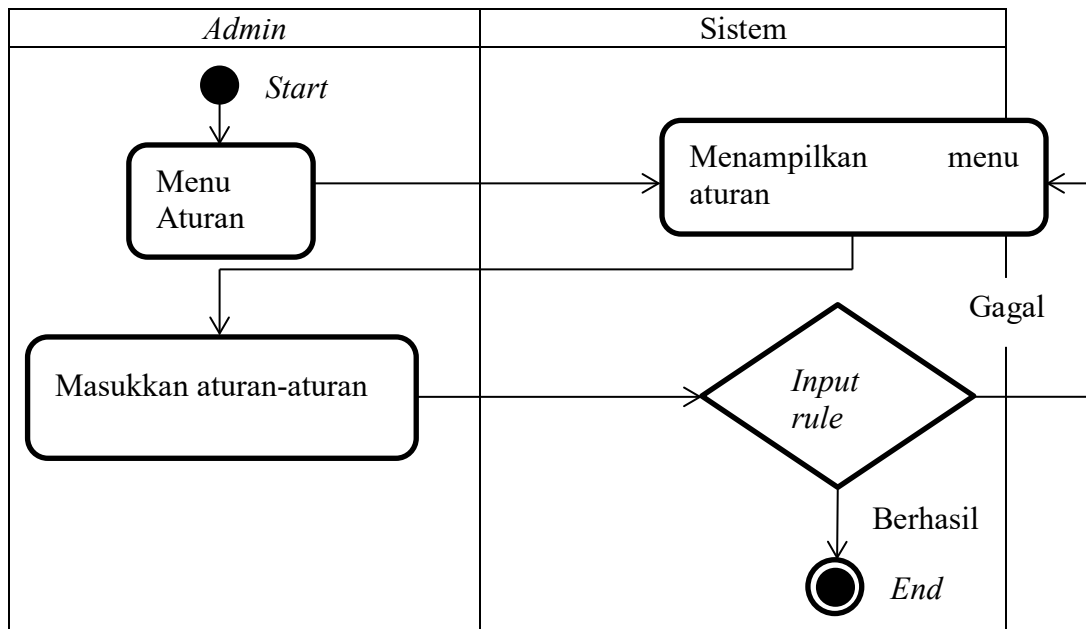 Admin
Sistem
Start
Menu
Aturan
Menampilkan menu
aturan
Gagal
Masukkan aturan-aturan
Input
rule
Berhasil
End